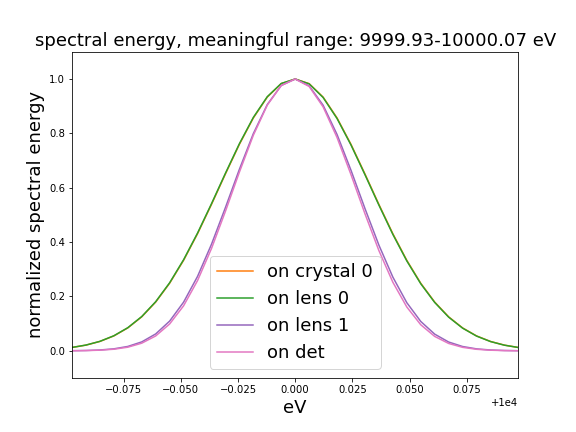 spectral energy, meaningful range: 9999.93-10000.07 eV
normalized spectral energy
1.0
0.8
0.6
0.4
0.2
0.0
on crystal 0
on lens 0
on lens 1
on det
−0.075 −0.050 −0.025 0.000 0.025 0.050 0.075
eV
+1e4